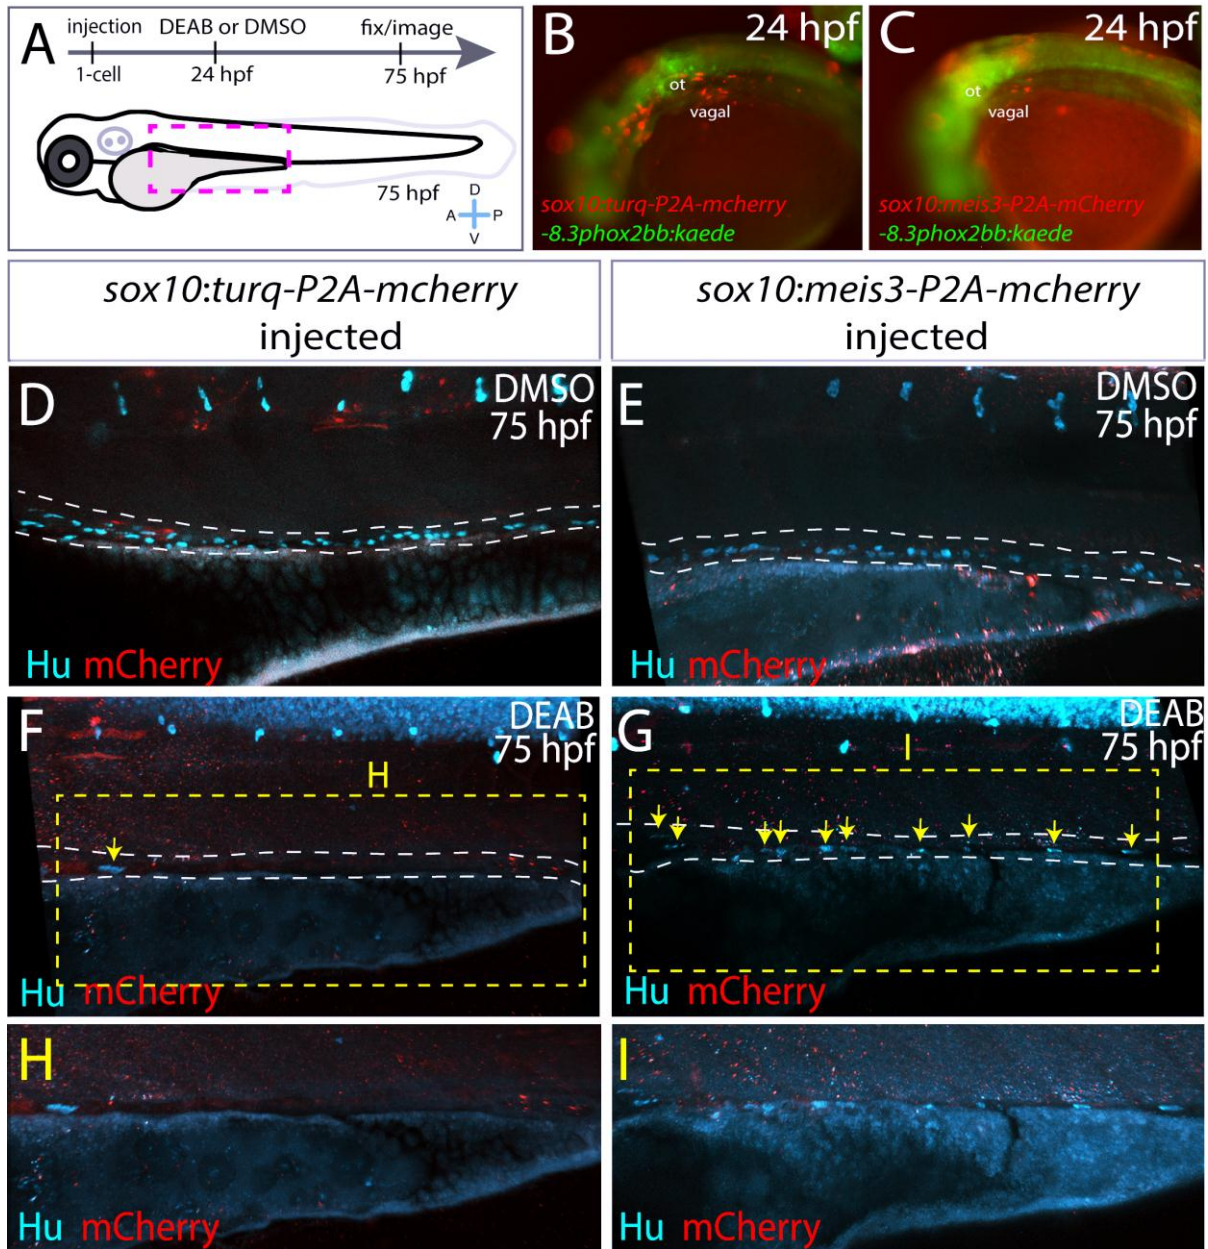 A
injection DEAB or DMSO fix/image
1-cell 24 hpf 75 hpf
75 hpf
D
A P
V
B 24 hpf
ot
vagal
sox10:turq-P2A-mcherry
-8.3phox2bb:kaede
C 24 hpf
ot
vagal
sox10:meis3-P2A-mCherry
-8.3phox2bb:kaede
sox10:turq-P2A-mcherry
injected
sox10:meis3-P2A-mcherry
injected
D DMSO
75 hpf
Hu mCherry
E DMSO
75 hpf
Hu mCherry
F DEAB
75 hpf
H
Hu mCherry
G DEAB
75 hpf
I
Hu mCherry
H
Hu mCherry
I
Hu mCherry